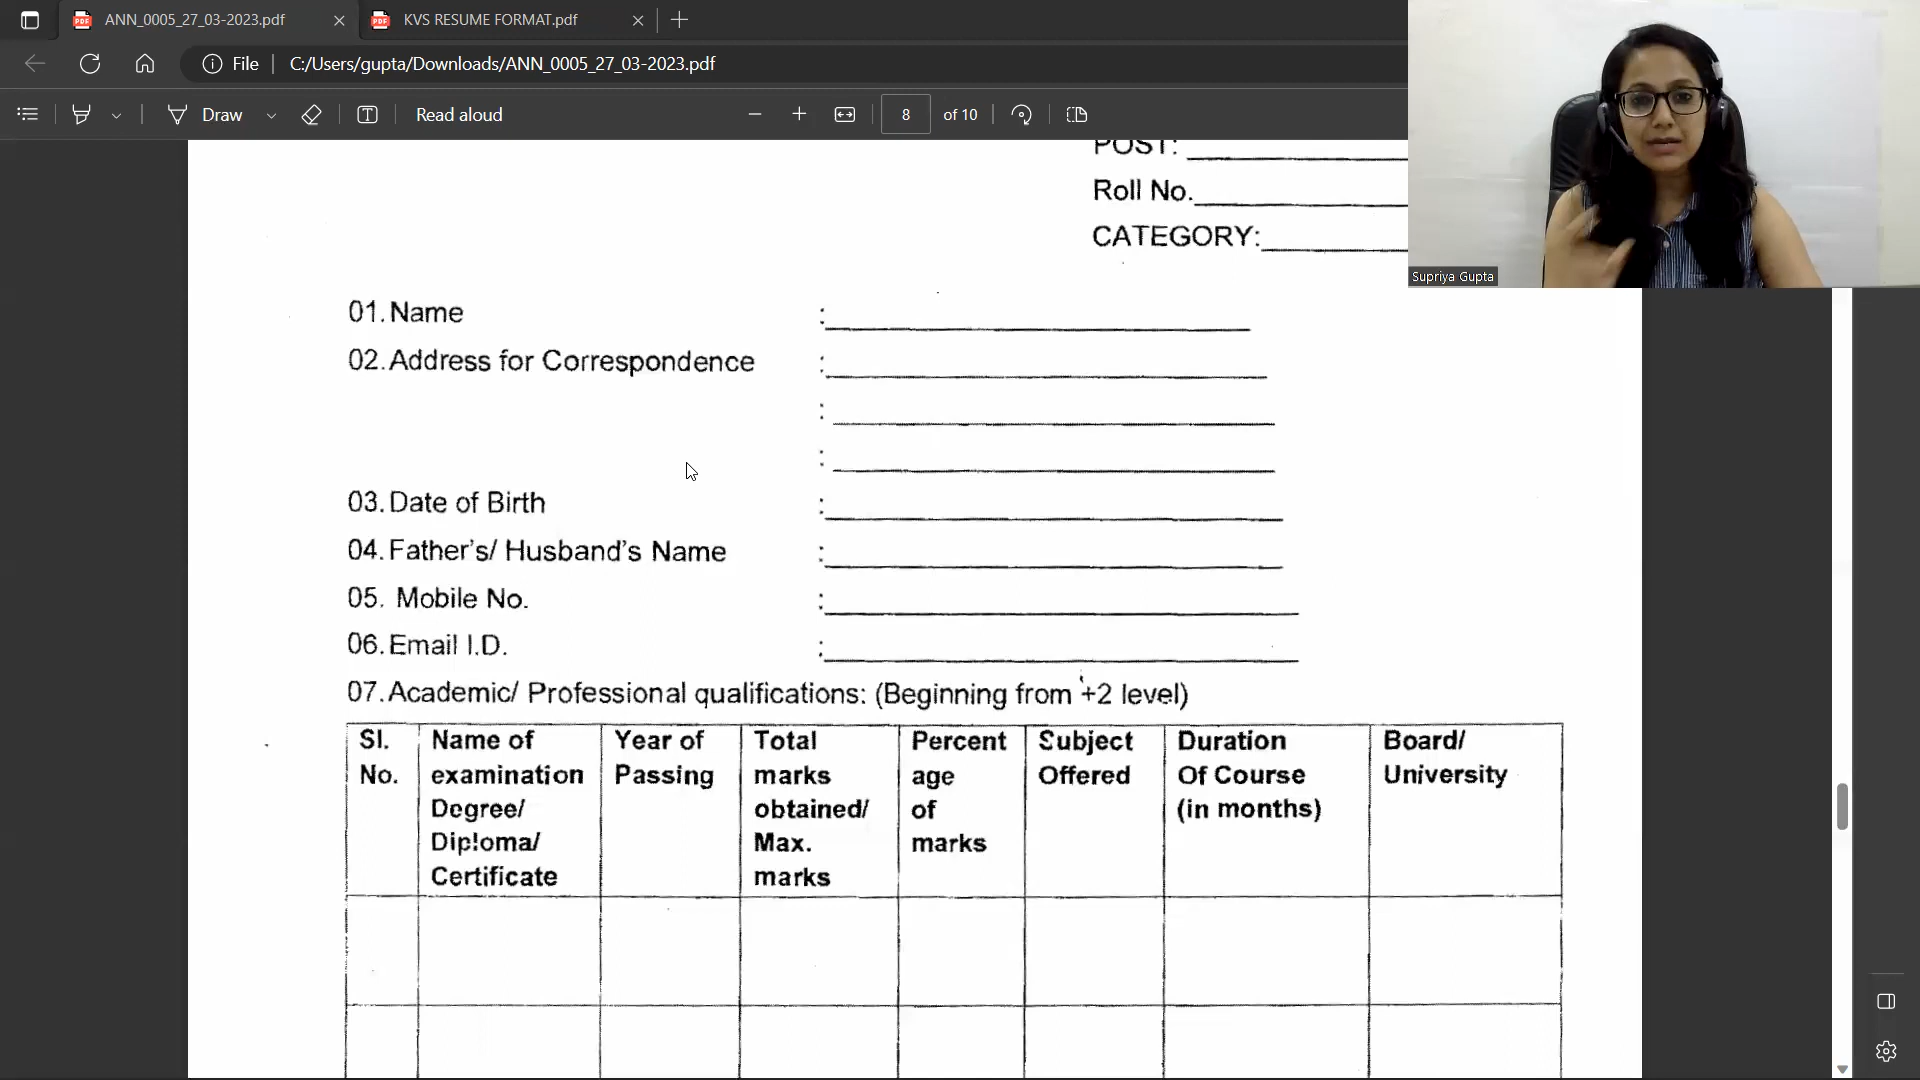 ANN_0005_27_03-2023.pdf
KVS RESUME FORMAT.pdf
File
C:/Users/gupta/Downloads/ANN_0005_27_03-2023.pdf
Draw
Read aloud
8
of 10
POST:
Roll No.
CATEGORY:
Supriya Gupta
01. Name :
02. Address for Correspondence :
:
:
03. Date of Birth :
04. Father's/ Husband's Name :
05. Mobile No. :
06. Email I.D. :
07. Academic/ Professional qualifications: (Beginning from +2 level)
Sl. No.
Name of examination Degree/ Diploma/ Certificate
Year of Passing
Total marks obtained/ Max. marks
Percent age of marks
Subject Offered
Duration Of Course (in months)
Board/ University